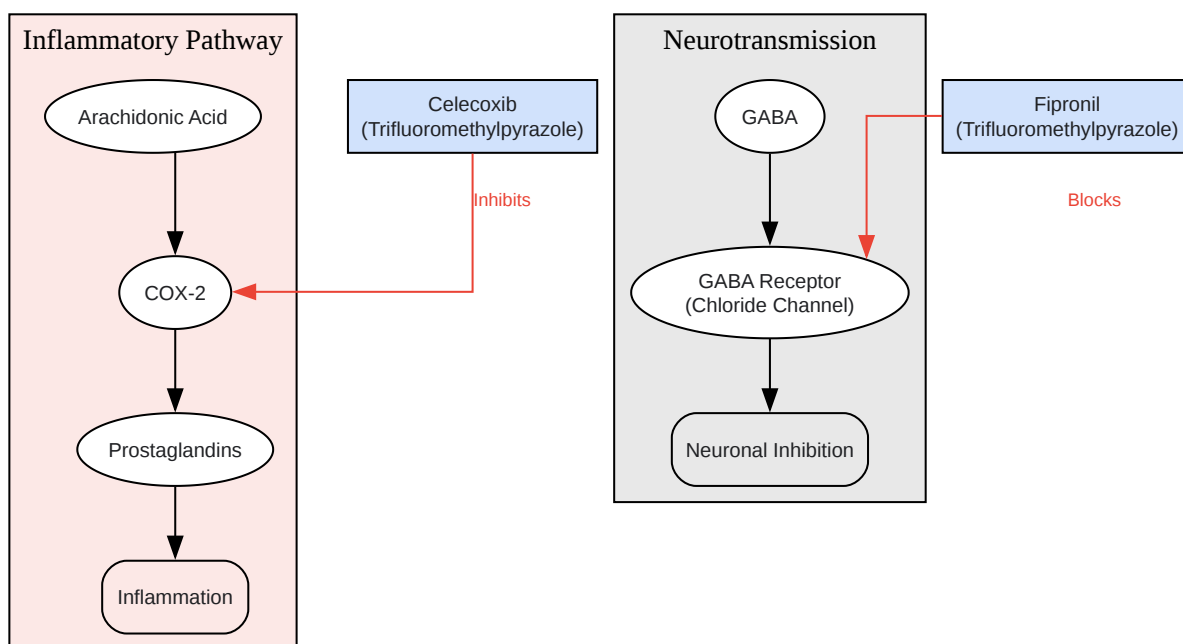 Inflammatory Pathway
Arachidonic Acid
COX-2
Prostaglandins
Inflammation
Celecoxib
(Trifluoromethylpyrazole)
Inhibits
Neurotransmission
GABA
GABA Receptor
(Chloride Channel)
Neuronal Inhibition
Fipronil
(Trifluoromethylpyrazole)
Blocks